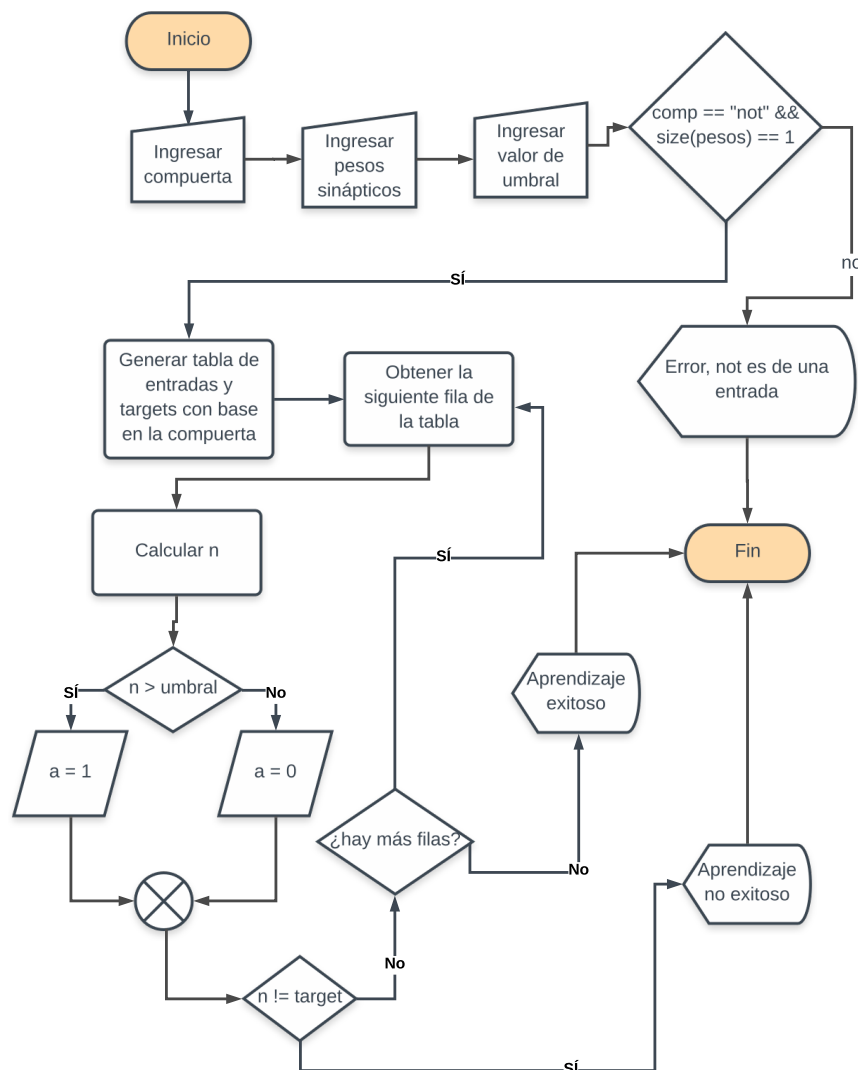 Inicio
Ingresar
compuerta
Ingresar
pesos
sinápticos
Ingresar
valor de
umbral
comp == "not" &&
size(pesos) == 1
no
SÍ
Generar tabla de
entradas y
targets con base
en la compuerta
Obtener la
siguiente fila de
la tabla
Error, not es de una
entrada
Calcular n
SÍ
Fin
n > umbral
SÍ
No
Aprendizaje
exitoso
a = 1
a = 0
¿hay más filas?
No
Aprendizaje
no exitoso
No
n != target
SÍ